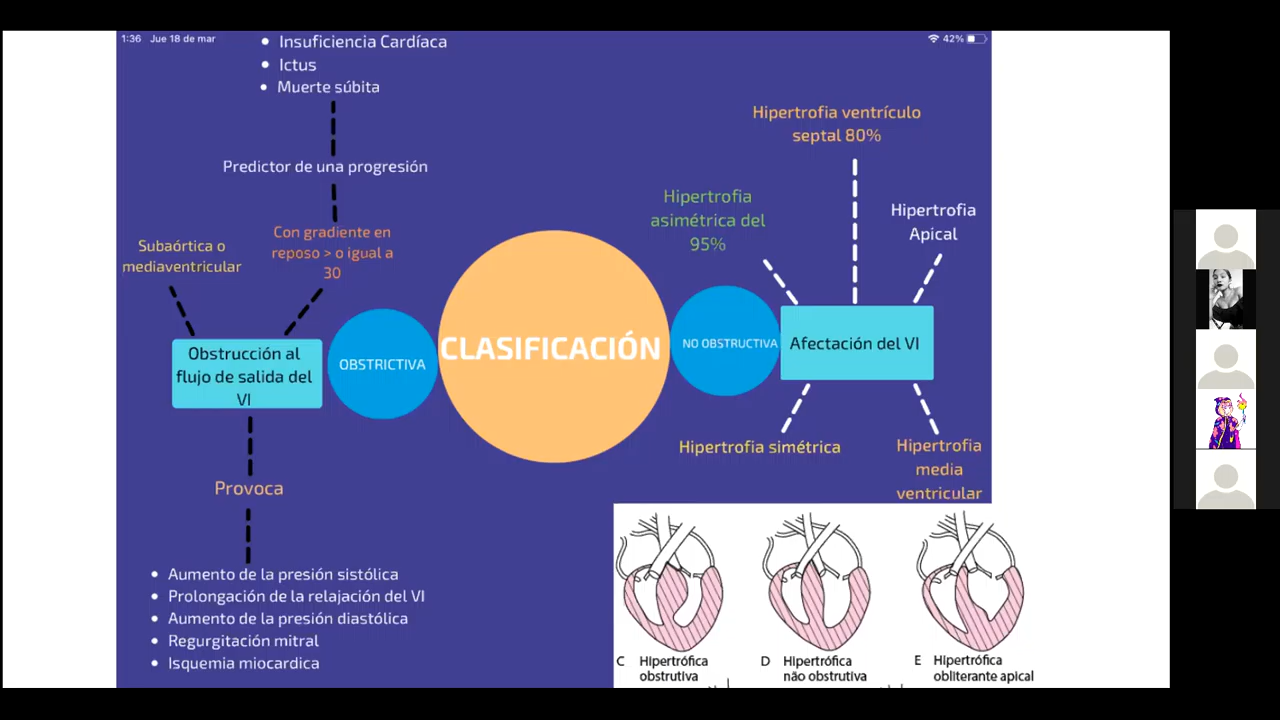 1:36 Jue 18 de mar
42%
• Insuficiencia Cardíaca
• Ictus
• Muerte súbita
Predictor de una progresión
Con gradiente en
reposo > o igual a
30
Subaórtica o
mediaventricular
Obstrucción al
flujo de salida del
VI
OBSTRICTIVA
CLASIFICACIÓN
NO OBSTRUCTIVA
Afectación del VI
Hipertrofia
asimétrica del
95%
Hipertrofia ventrículo
septal 80%
Hipertrofia
Apical
Hipertrofia simétrica
Hipertrofia
media
ventricular
Provoca
• Aumento de la presión sistólica
• Prolongación de la relajación del VI
• Aumento de la presión diastólica
• Regurgitación mitral
• Isquemia miocardica
C Hipertrófica
obstrutiva
D Hipertrófica
não obstrutiva
E Hipertrófica
obliterante apical